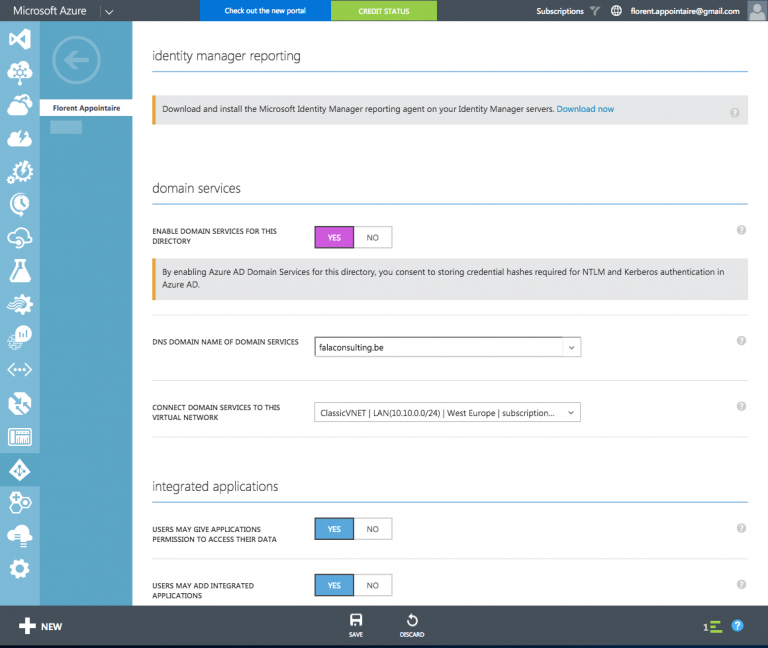 Microsoft Azure
Check out the new portal
CREDIT STATUS
Subscriptions
florent.appointaire@gmail.com
Florent Appointaire
identity manager reporting
Download and install the Microsoft Identity Manager reporting agent on your Identity Manager servers. Download now
?
domain services
ENABLE DOMAIN SERVICES FOR THIS
DIRECTORY
YES NO
?
By enabling Azure AD Domain Services for this directory, you consent to storing credential hashes required for NTLM and Kerberos authentication in
Azure AD.
DNS DOMAIN NAME OF DOMAIN SERVICES
falaconsulting.be
?
CONNECT DOMAIN SERVICES TO THIS
VIRTUAL NETWORK
ClassicVNET | LAN(10.10.0.0/24) | West Europe | subscription...
?
integrated applications
USERS MAY GIVE APPLICATIONS
PERMISSION TO ACCESS THEIR DATA
YES NO
?
USERS MAY ADD INTEGRATED
APPLICATIONS
YES NO
?
NEW
SAVE
DISCARD
1
?